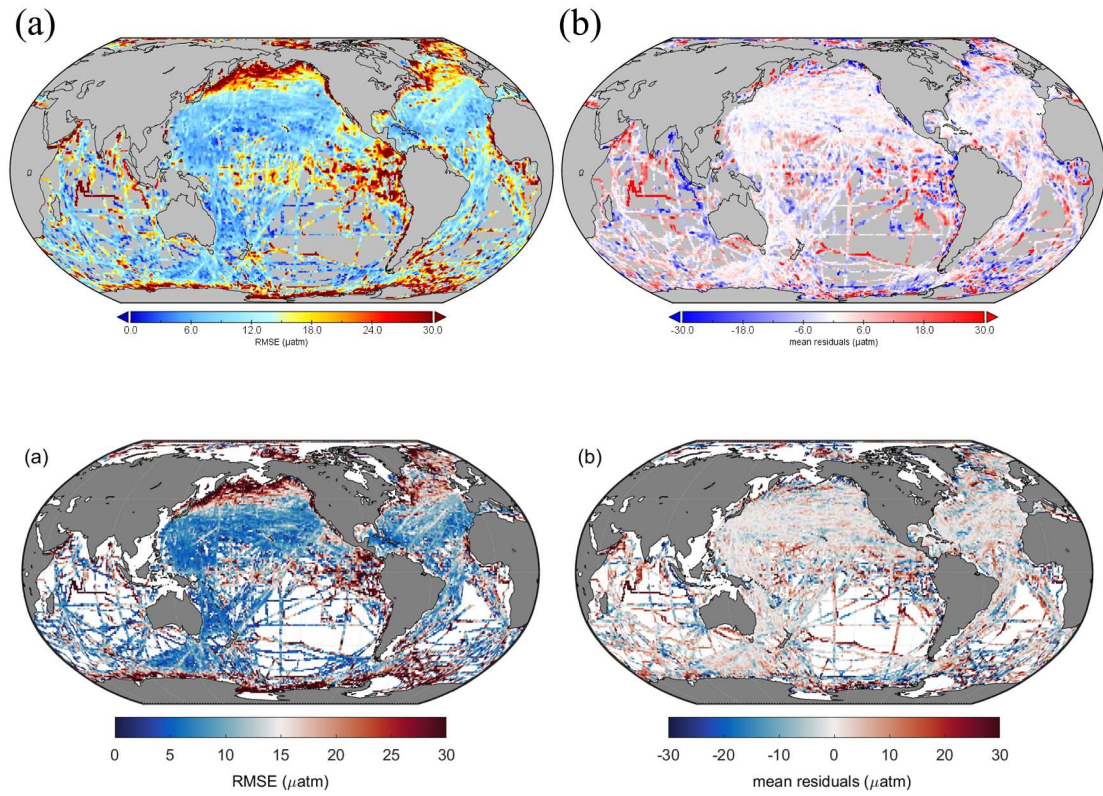 (a)
(b)
0.0 6.0 12.0 18.0 24.0 30.0
RMSE (µatm)
-30.0 -18.0 -6.0 6.0 18.0 30.0
mean residuals (µatm)
(a)
(b)
0 5 10 15 20 25 30
RMSE (µatm)
-30 -20 -10 0 10 20 30
mean residuals (µatm)